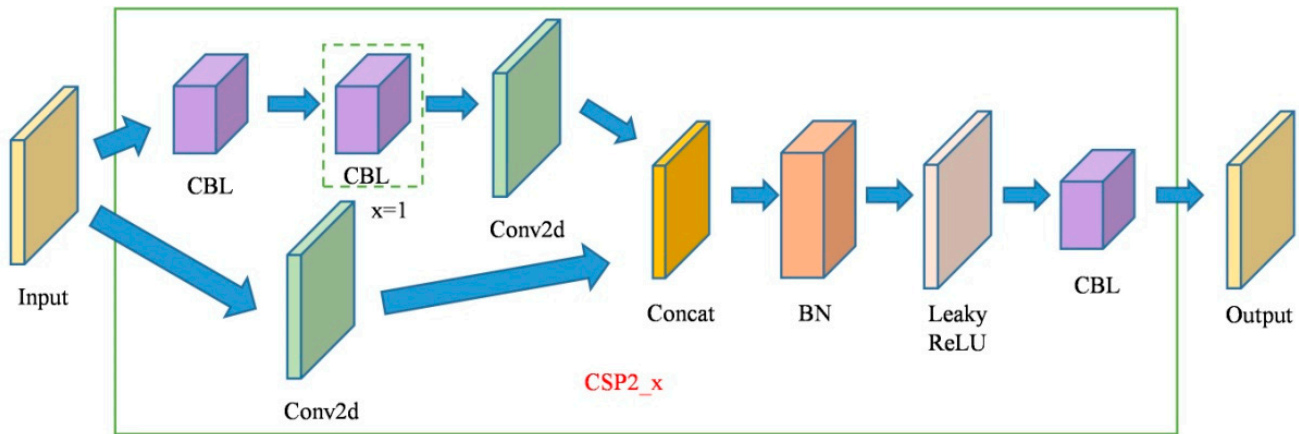 Input
CBL
CBL
x=1
Conv2d
Conv2d
Concat
BN
Leaky
ReLU
CBL
Output
CSP2_x